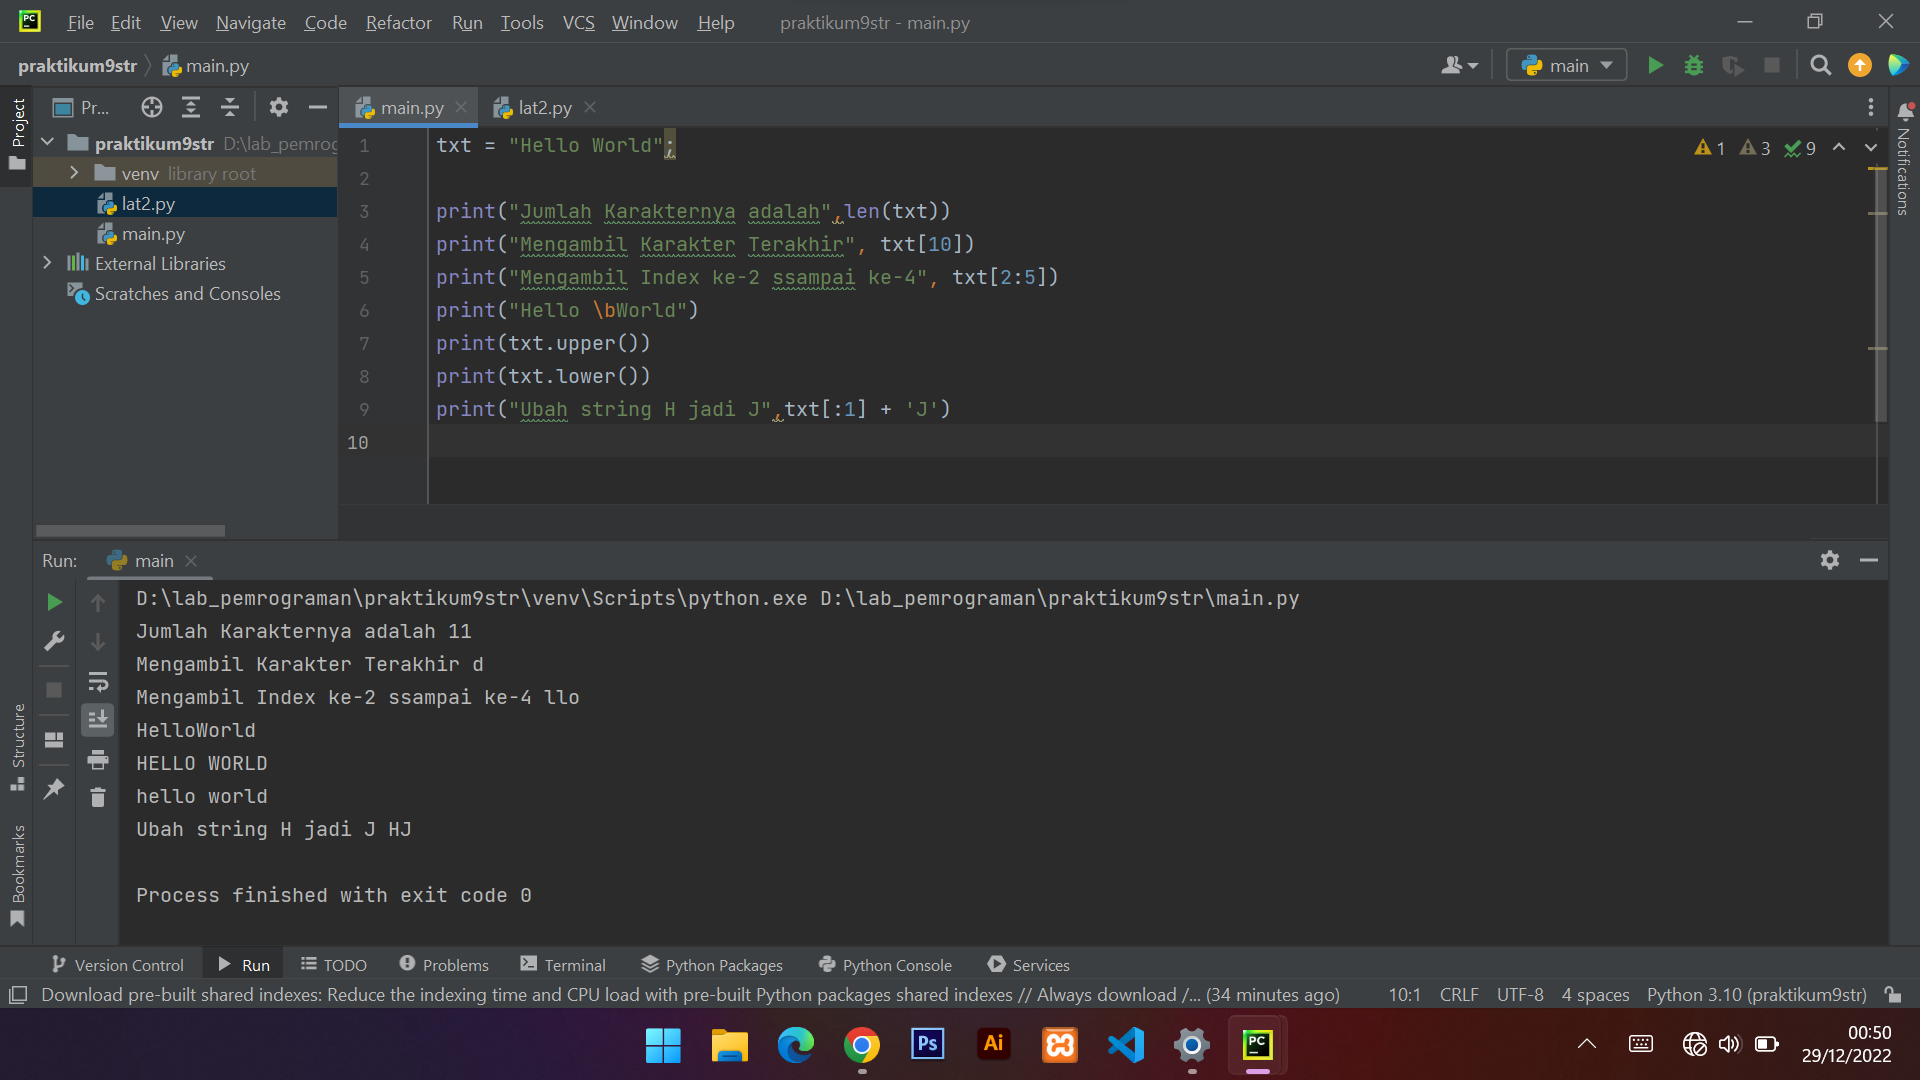 PC File Edit View Navigate Code Refactor Run Tools VCS Window Help praktikum9str - main.py
praktikum9str main.py main
Project Pr... main.py lat2.py
praktikum9str D:\lab_pemrog
venv library root
lat2.py
main.py
External Libraries
Scratches and Consoles
1 txt = "Hello World";
2
3 print("Jumlah Karakternya adalah",len(txt))
4 print("Mengambil Karakter Terakhir", txt[10])
5 print("Mengambil Index ke-2 ssampai ke-4", txt[2:5])
6 print("Hello \bWorld")
7 print(txt.upper())
8 print(txt.lower())
9 print("Ubah string H jadi J",txt[:1] + 'J')
10
1 3 9
Notifications
Run: main
D:\lab_pemrograman\praktikum9str\venv\Scripts\python.exe D:\lab_pemrograman\praktikum9str\main.py
Jumlah Karakternya adalah 11
Mengambil Karakter Terakhir d
Mengambil Index ke-2 ssampai ke-4 llo
HelloWorld
HELLO WORLD
hello world
Ubah string H jadi J HJ
Process finished with exit code 0
Structure
Bookmarks
Version Control Run TODO Problems Terminal Python Packages Python Console Services
Download pre-built shared indexes: Reduce the indexing time and CPU load with pre-built Python packages shared indexes // Always download /... (34 minutes ago) 10:1 CRLF UTF-8 4 spaces Python 3.10 (praktikum9str)
Ps Ai PC
00:50
29/12/2022